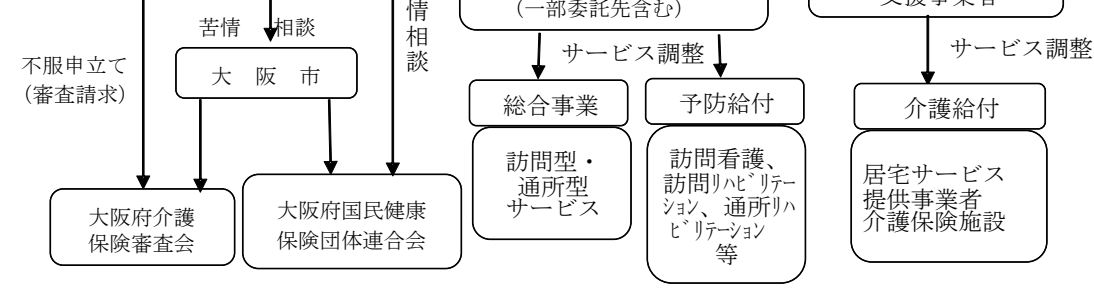 情
相
談
(一部委託先含む)
支援事業者
苦情 相談
サービス調整
サービス調整
不服申立て
(審査請求)
大 阪 市
総合事業
予防給付
介護給付
訪問型・
通所型
サービス
訪問看護、
訪問ﾘﾊﾋﾞﾘﾃｰ
ｼｮﾝ、通所ﾘﾊ
ﾋﾞﾘﾃｰｼｮﾝ
等
居宅サービス
提供事業者
介護保険施設
大阪府介護
保険審査会
大阪府国民健康
保険団体連合会